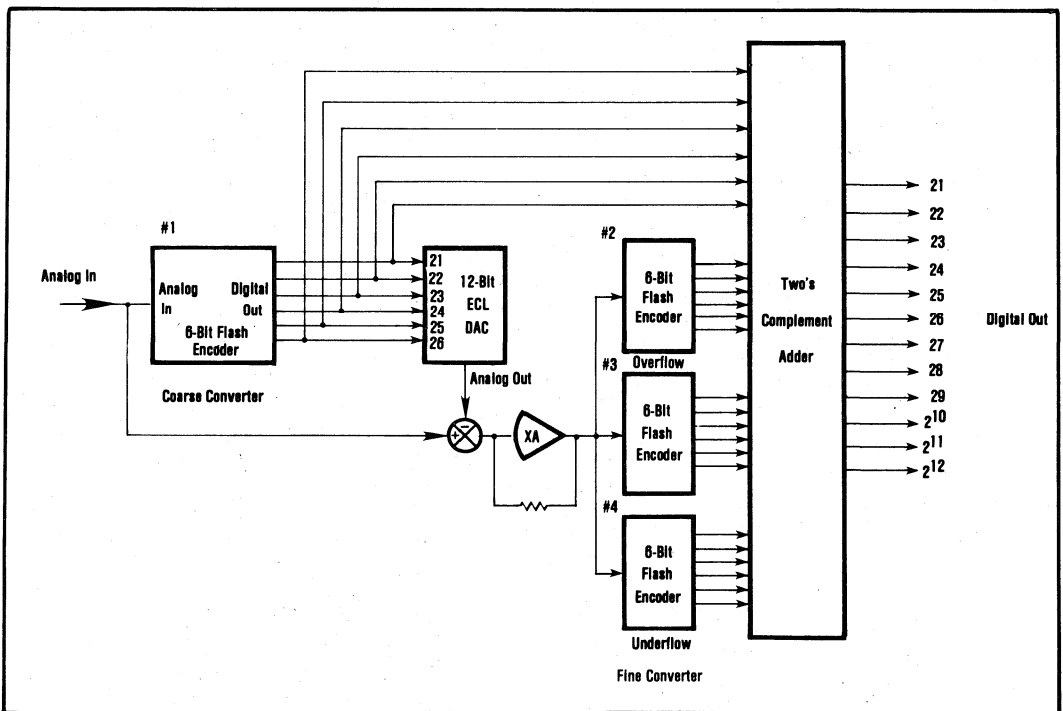 #1
Analog In
Analog In
Digital Out
6-Bit Flash Encoder
Coarse Converter
21
22
23
24
25
26
12-Bit
ECL
DAC
Analog Out
+
−
XA
#2
6-Bit
Flash
Encoder
Overflow
#3
6-Bit
Flash
Encoder
#4
6-Bit
Flash
Encoder
Underflow
Fine Converter
Two's
Complement
Adder
21
22
23
24
25
26
27
28
29
2^10
2^11
2^12
Digital Out